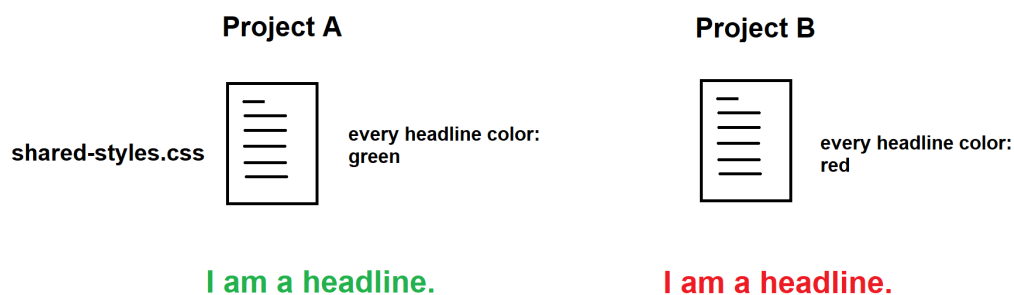 Project A
Project B
shared-styles.css
every headline color:
green
every headline color:
red
I am a headline.
I am a headline.